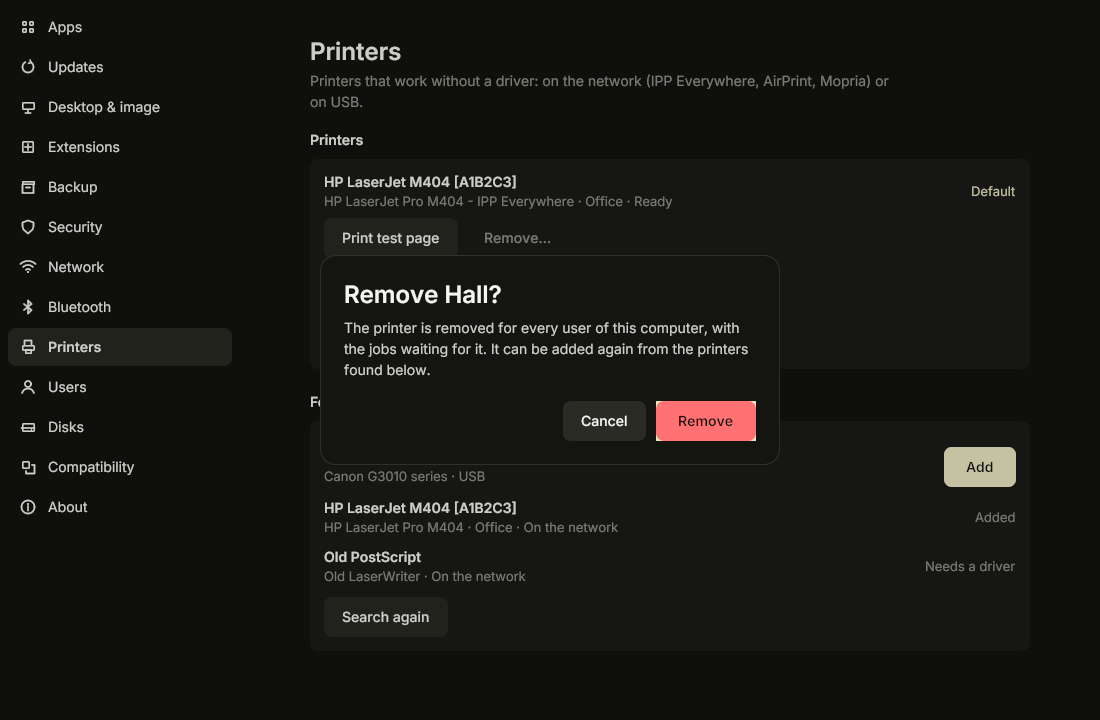 Apps
Updates
Desktop & image
Extensions
Backup
Security
Network
Bluetooth
Printers
Users
Disks
Compatibility
About
Printers
Printers that work without a driver: on the network (IPP Everywhere, AirPrint, Mopria) or
on USB.
Printers
HP LaserJet M404 [A1B2C3]
HP LaserJet Pro M404 - IPP Everywhere · Office · Ready
Default
Print test page
Remove...
Remove Hall?
The printer is removed for every user of this computer, with
the jobs waiting for it. It can be added again from the printers
found below.
Cancel
Remove
Canon G3010 series · USB
Add
HP LaserJet M404 [A1B2C3]
HP LaserJet Pro M404 · Office · On the network
Added
Old PostScript
Old LaserWriter · On the network
Needs a driver
Search again